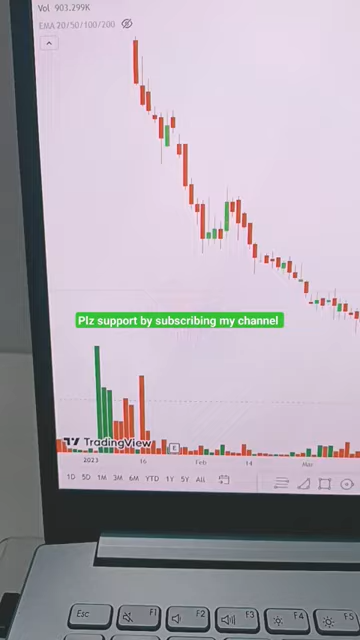 Vol 903.299K
EMA 20/50/100/200
Plz support by subscribing my channel
TradingView
E
2023 16 Feb 14 Mar
1D 5D 1M 3M 6M YTD 1Y 5Y All
Esc F1 F2 F3 F4 F5